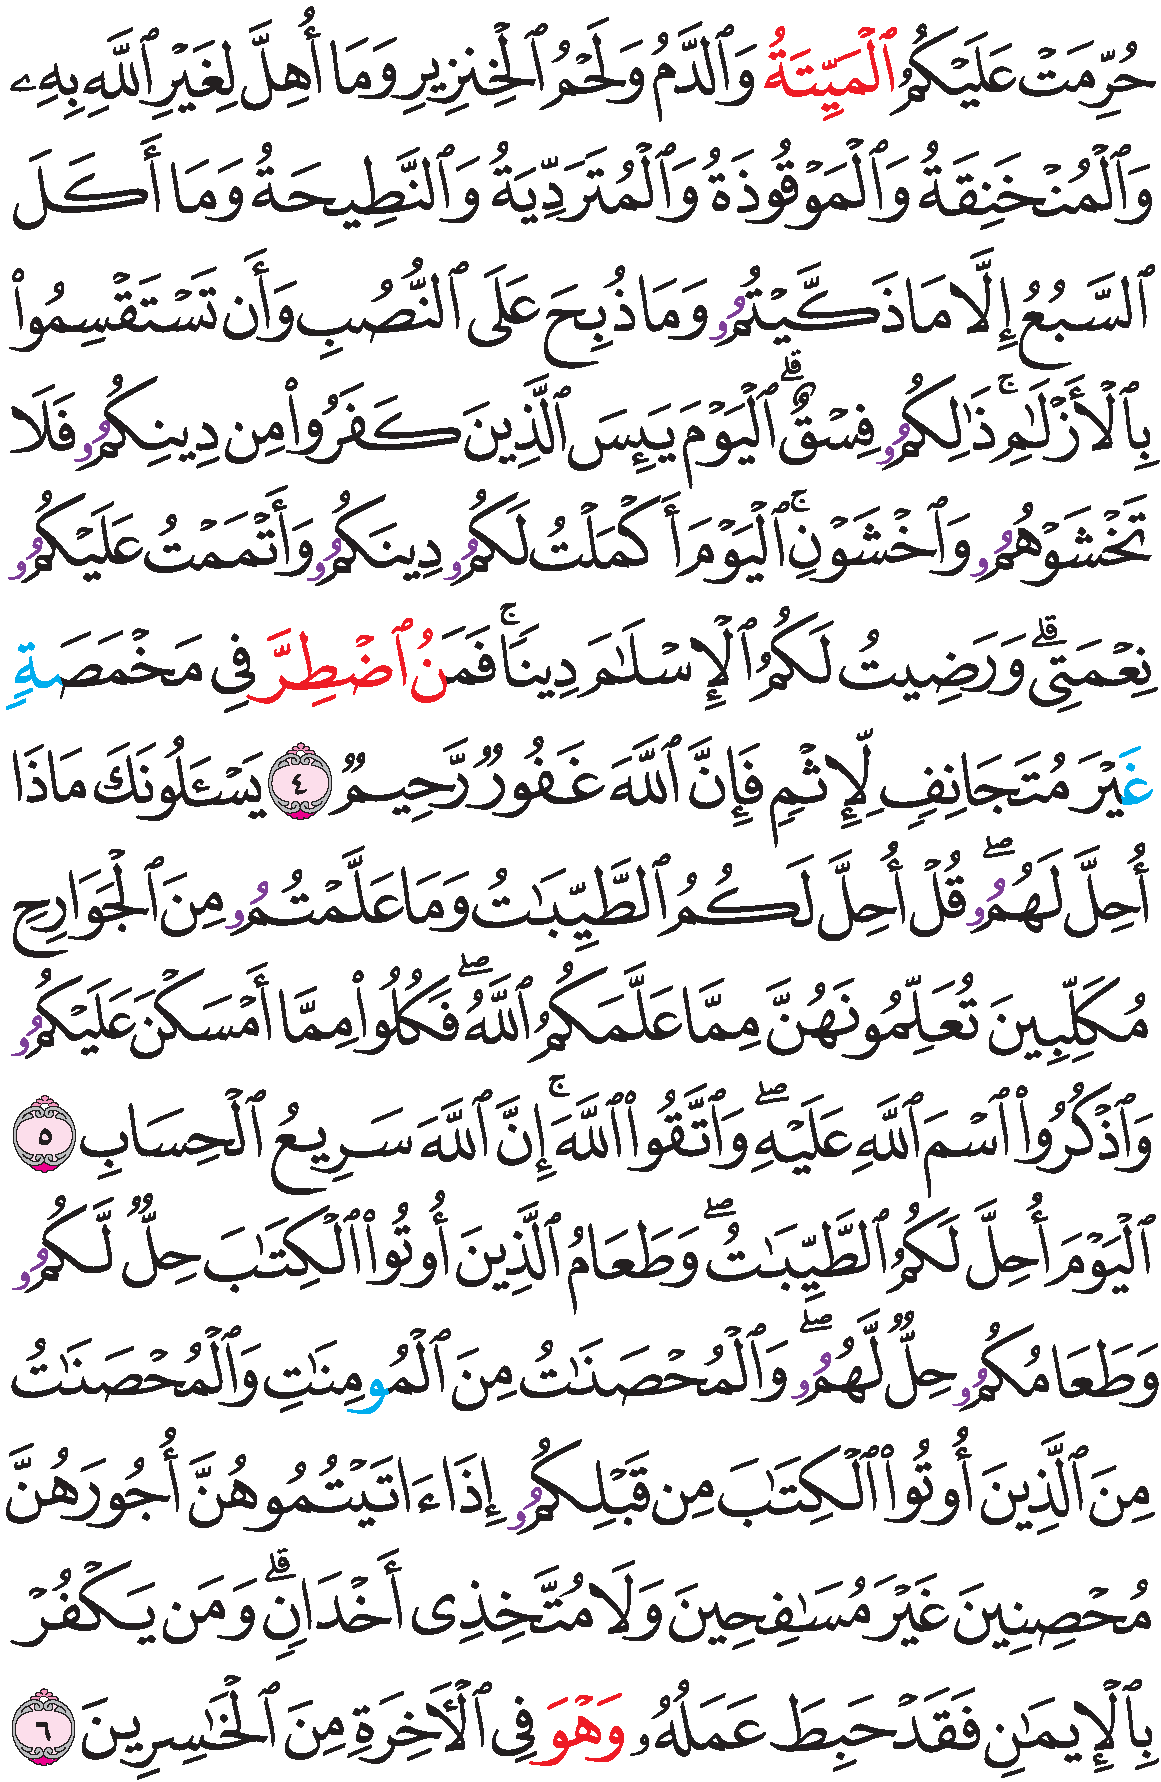 حُرِّمَتْ عَلَيْكُمُ ٱلْمَيِّتَةُ وَٱلدَّمُ وَلَحْمُ ٱلْخِنزِيرِ وَمَا أُهِلَّ لِغَيْرِ ٱللَّهِ بِهِۦ
وَٱلْمُنْخَنِقَةُ وَٱلْمَوْقُوذَةُ وَٱلْمُتَرَدِّيَةُ وَٱلنَّطِيحَةُ وَمَا أَكَلَ
ٱلسَّبُعُ إِلَّا مَا ذَكَّيْتُمُۥ وَمَا ذُبِحَ عَلَى ٱلنُّصُبِ وَأَن تَسْتَقْسِمُواْ
بِٱلْأَزْلَٰمِۚ ذَٰلِكُمُۥ فِسْقٌۗ ٱلْيَوْمَ يَئِسَ ٱلَّذِينَ كَفَرُواْ مِن دِينِكُمُۥ فَلَا
تَخْشَوْهُمُۥ وَٱخْشَوْنِۚ ٱلْيَوْمَ أَكْمَلْتُ لَكُمُۥ دِينَكُمُۥ وَأَتْمَمْتُ عَلَيْكُمُۥ
نِعْمَتِىۗ وَرَضِيتُ لَكُمُ ٱلْإِسْلَٰمَ دِينًاۚ فَمَنُ ٱضْطِرَّ فِى مَخْمَصَةٍ
غَيْرَ مُتَجَانِفٍ لِّإِثْمٍ فَإِنَّ ٱللَّهَ غَفُورٌ رَّحِيمٌ ٤ يَسْـَٔلُونَكَ مَاذَا
أُحِلَّ لَهُمُۥۖ قُلْ أُحِلَّ لَكُمُ ٱلطَّيِّبَٰتُ وَمَا عَلَّمْتُمُۥ مِنَ ٱلْجَوَارِحِ
مُكَلِّبِينَ تُعَلِّمُونَهُنَّ مِمَّا عَلَّمَكُمُ ٱللَّهُۖ فَكُلُواْ مِمَّا أَمْسَكْنَ عَلَيْكُمُۥ
وَٱذْكُرُواْ ٱسْمَ ٱللَّهِ عَلَيْهِۖ وَٱتَّقُواْ ٱللَّهَۚ إِنَّ ٱللَّهَ سَرِيعُ ٱلْحِسَابِ ٥
ٱلْيَوْمَ أُحِلَّ لَكُمُ ٱلطَّيِّبَٰتُۖ وَطَعَامُ ٱلَّذِينَ أُوتُواْ ٱلْكِتَٰبَ حِلٌّ لَّكُمُۥ
وَطَعَامُكُمُۥ حِلٌّ لَّهُمُۥۖ وَٱلْمُحْصَنَٰتُ مِنَ ٱلْمُومِنَٰتِ وَٱلْمُحْصَنَٰتُ
مِنَ ٱلَّذِينَ أُوتُواْ ٱلْكِتَٰبَ مِن قَبْلِكُمُۥ إِذَا ءَاتَيْتُمُوهُنَّ أُجُورَهُنَّ
مُحْصِنِينَ غَيْرَ مُسَٰفِحِينَ وَلَا مُتَّخِذِى أَخْدَانٍۗ وَمَن يَكْفُرْ
بِٱلْإِيمَٰنِ فَقَدْ حَبِطَ عَمَلُهُۥ وَهْوَ فِى ٱلْأَخِرَةِ مِنَ ٱلْخَٰسِرِينَ ٦